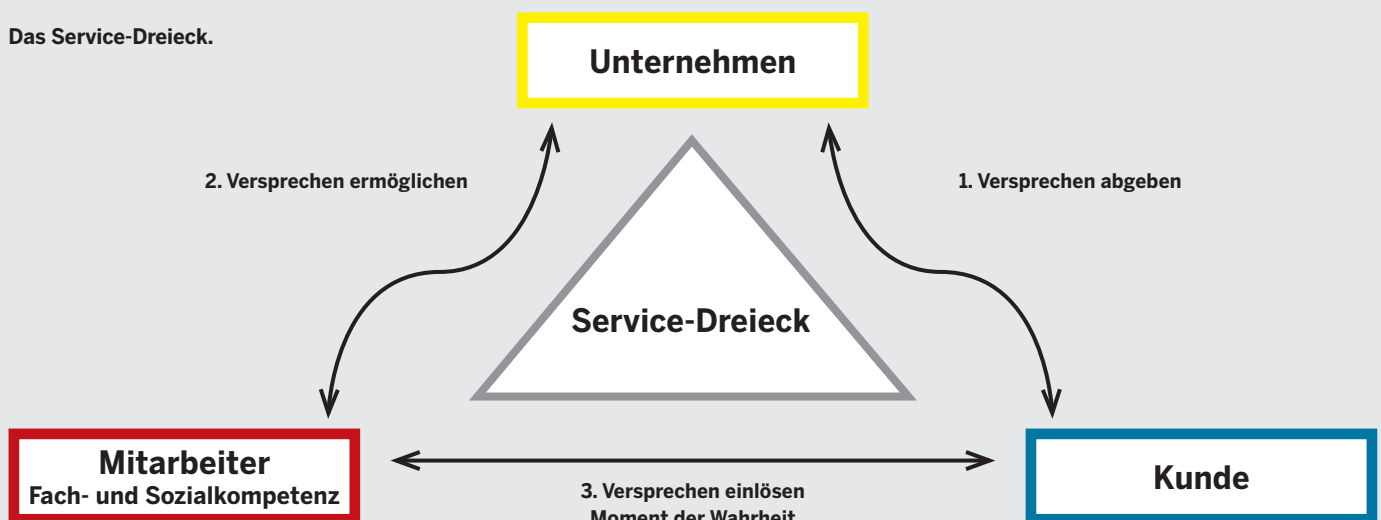 Das Service-Dreieck.
Unternehmen
2. Versprechen ermöglichen
1. Versprechen abgeben
Service-Dreieck
Mitarbeiter
Fach- und Sozialkompetenz
3. Versprechen einlösen
Moment der Wahrheit
Kunde